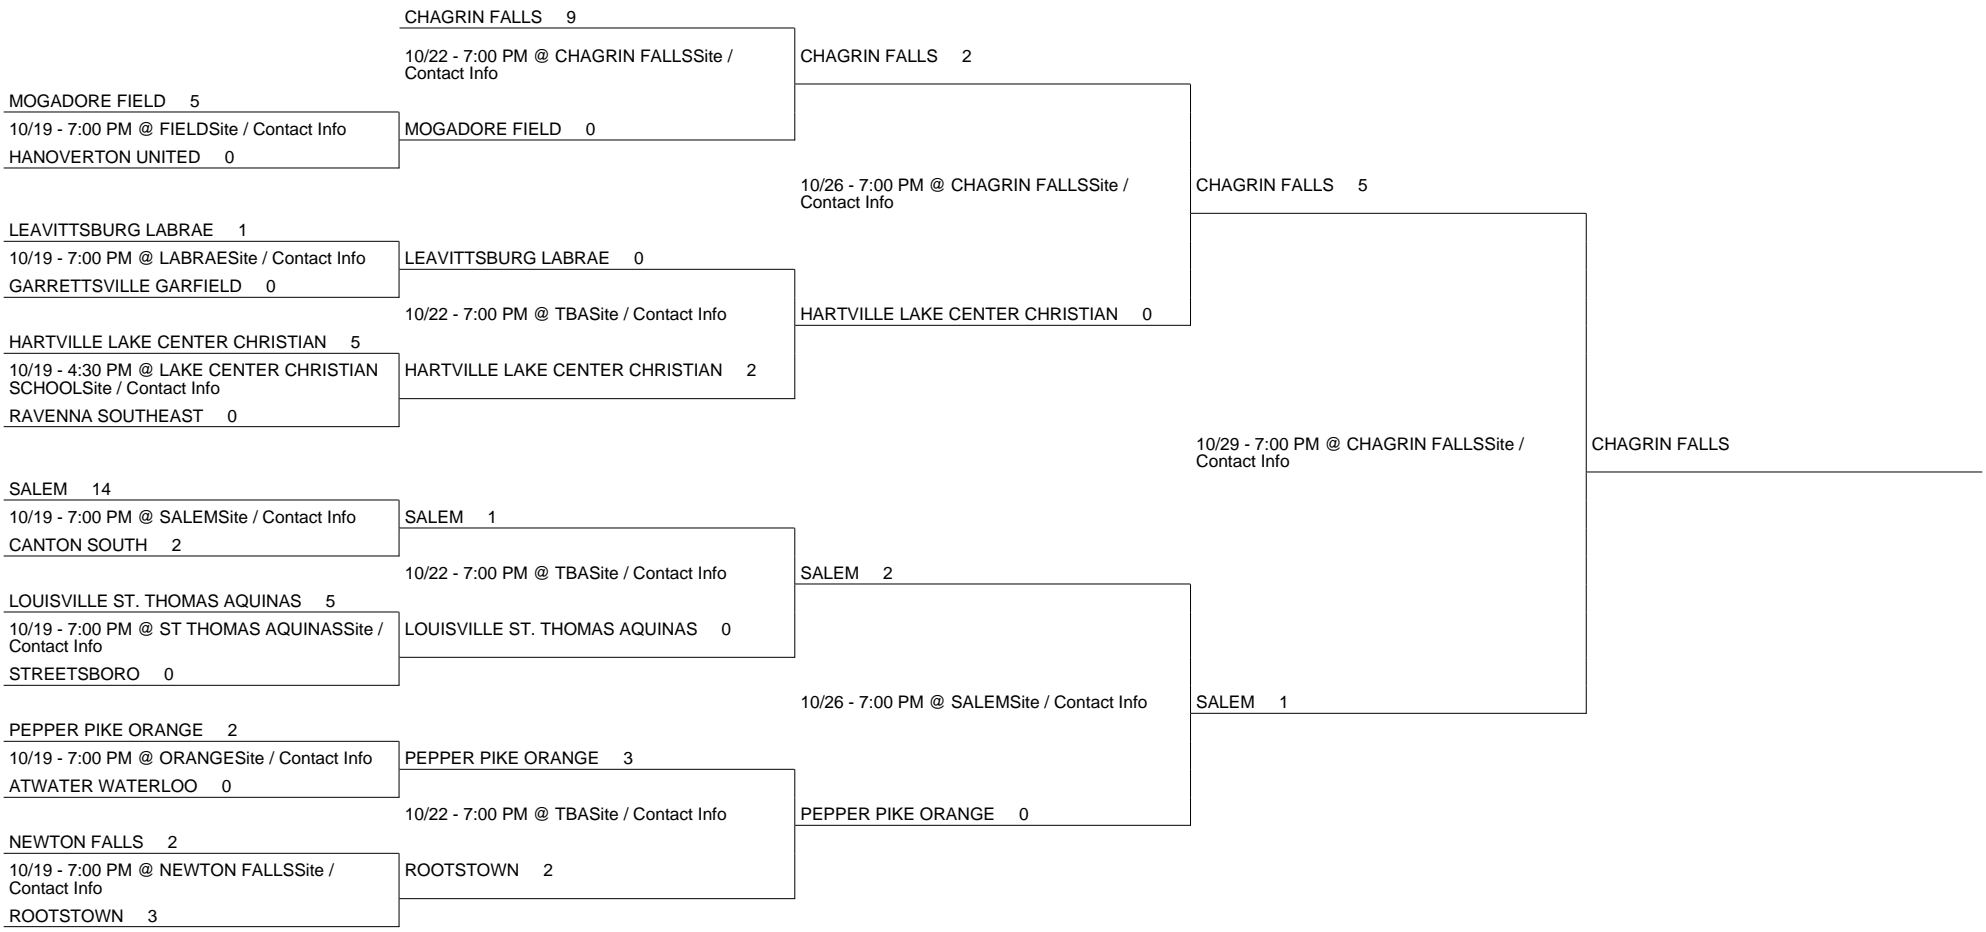 CHAGRIN FALLS 9
10/22 - 7:00 PM @ CHAGRIN FALLSSite /
Contact Info
CHAGRIN FALLS 2
MOGADORE FIELD 5
10/19 - 7:00 PM @ FIELDSite / Contact Info
MOGADORE FIELD 0
HANOVERTON UNITED 0
10/26 - 7:00 PM @ CHAGRIN FALLSSite /
Contact Info
CHAGRIN FALLS 5
LEAVITTSBURG LABRAE 1
10/19 - 7:00 PM @ LABRAESite / Contact Info
LEAVITTSBURG LABRAE 0
GARRETTSVILLE GARFIELD 0
10/22 - 7:00 PM @ TBASite / Contact Info
HARTVILLE LAKE CENTER CHRISTIAN 0
HARTVILLE LAKE CENTER CHRISTIAN 5
10/19 - 4:30 PM @ LAKE CENTER CHRISTIAN
SCHOOLSite / Contact Info
HARTVILLE LAKE CENTER CHRISTIAN 2
RAVENNA SOUTHEAST 0
10/29 - 7:00 PM @ CHAGRIN FALLSSite /
Contact Info
CHAGRIN FALLS
SALEM 14
10/19 - 7:00 PM @ SALEMSite / Contact Info
SALEM 1
CANTON SOUTH 2
10/22 - 7:00 PM @ TBASite / Contact Info
SALEM 2
LOUISVILLE ST. THOMAS AQUINAS 5
10/19 - 7:00 PM @ ST THOMAS AQUINASSite /
Contact Info
LOUISVILLE ST. THOMAS AQUINAS 0
STREETSBORO 0
10/26 - 7:00 PM @ SALEMSite / Contact Info
SALEM 1
PEPPER PIKE ORANGE 2
10/19 - 7:00 PM @ ORANGESite / Contact Info
PEPPER PIKE ORANGE 3
ATWATER WATERLOO 0
10/22 - 7:00 PM @ TBASite / Contact Info
PEPPER PIKE ORANGE 0
NEWTON FALLS 2
10/19 - 7:00 PM @ NEWTON FALLSSite /
Contact Info
ROOTSTOWN 2
ROOTSTOWN 3